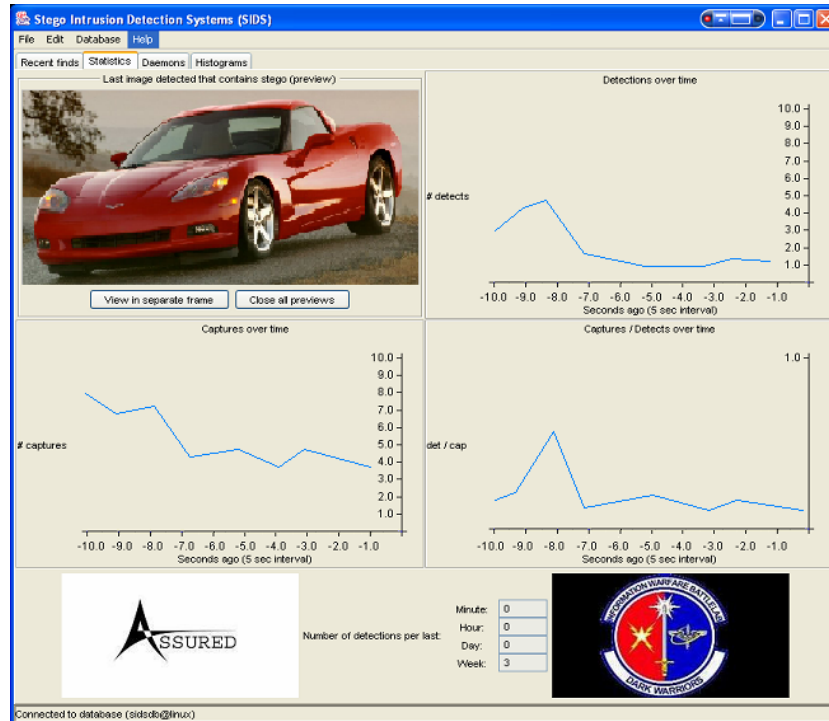 Stego Intrusion Detection Systems (SIDS)
File Edit Database Help
Recent finds Statistics Daemons Histograms
Last image detected that contains stego (preview)
View in separate frame Close all previews
Detections over time
# detects
10.0
9.0
8.0
7.0
6.0
5.0
4.0
3.0
2.0
1.0
-10.0 -9.0 -8.0 -7.0 -6.0 -5.0 -4.0 -3.0 -2.0 -1.0
Seconds ago (5 sec interval)
Captures over time
# captures
10.0
9.0
8.0
7.0
6.0
5.0
4.0
3.0
2.0
1.0
-10.0 -9.0 -8.0 -7.0 -6.0 -5.0 -4.0 -3.0 -2.0 -1.0
Seconds ago (5 sec interval)
Captures / Detects over time
det / cap
1.0
-10.0 -9.0 -8.0 -7.0 -6.0 -5.0 -4.0 -3.0 -2.0 -1.0
Seconds ago (5 sec interval)
ASSURED
Number of detections per last:
Minute: 0
Hour: 0
Day: 0
Week: 3
INFORMATION WARFARE BATTLELAB
DARK WARRIORS
Connected to database (sidsdb@linux)